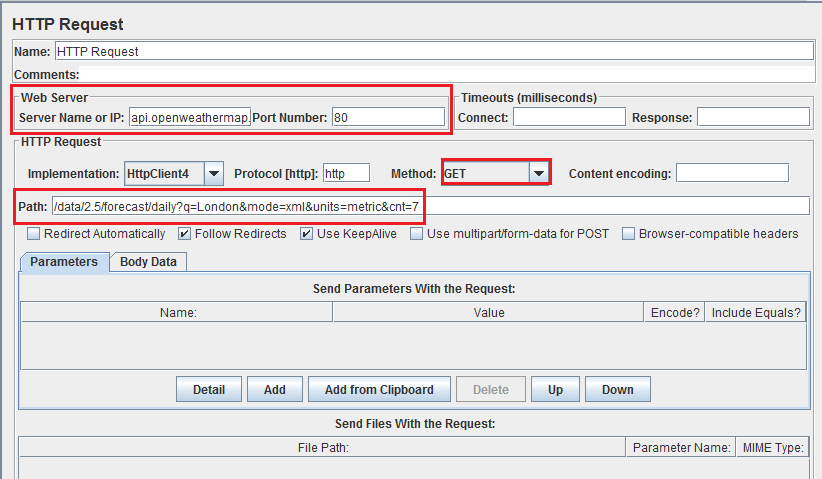 HTTP Request
Name: HTTP Request
Comments:
Web Server
Server Name or IP: api.openweathermap. Port Number: 80
Timeouts (milliseconds)
Connect: Response:
HTTP Request
Implementation: HttpClient4 Protocol [http]: http Method: GET Content encoding:
Path: /data/2.5/forecast/daily?q=London&mode=xml&units=metric&cnt=7
Redirect Automatically Follow Redirects Use KeepAlive Use multipart/form-data for POST Browser-compatible headers
Parameters Body Data
Send Parameters With the Request:
Name: Value Encode? Include Equals?
Detail Add Add from Clipboard Delete Up Down
Send Files With the Request:
File Path: Parameter Name: MIME Type: